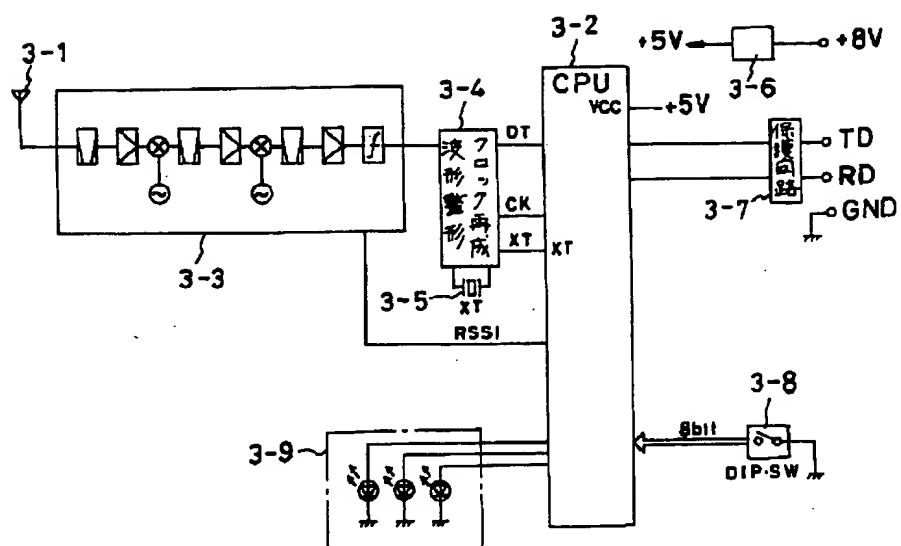 3-1
3-2
CPU
VCC
+5V
+5V
+8V
3-6
3-4
波形整形
クロック再成
DT
CK
XT
XT
3-5
XT
3-3
RSSI
保護回路
3-7
TD
RD
GND
3-8
8bit
DIP·SW
3-9